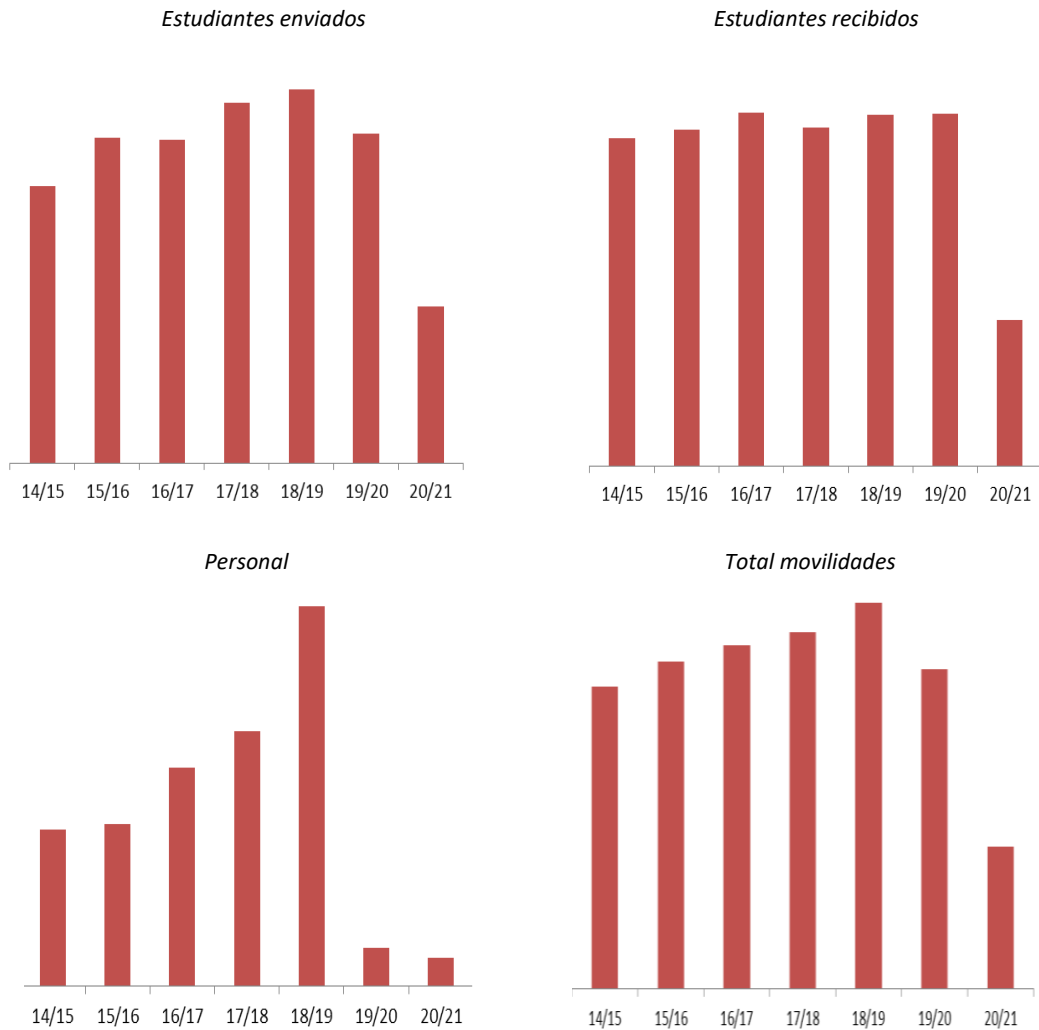 Estudiantes enviados
14/15 15/16 16/17 17/18 18/19 19/20 20/21
Estudiantes recibidos
14/15 15/16 16/17 17/18 18/19 19/20 20/21
Personal
14/15 15/16 16/17 17/18 18/19 19/20 20/21
Total movilidades
14/15 15/16 16/17 17/18 18/19 19/20 20/21